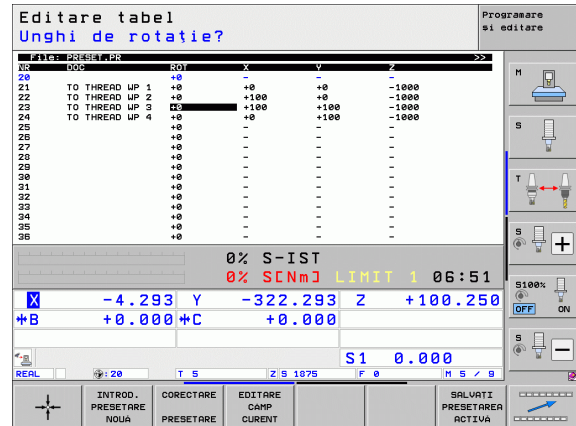 Editare tabel
Unghi de rotaţie?
Programare
si editare
File: PRESET.PR >>
NR DOC ROT X Y Z
20 +0 - - -
21 TO THREAD WP 1 +0 +0 +0 -1000
22 TO THREAD WP 2 +0 +100 +0 -1000
23 TO THREAD WP 3 +0 +100 +100 -1000
24 TO THREAD WP 4 +0 +0 +100 -1000
25 +0 - - -
26 +0 - - -
27 +0 - - -
28 +0 - - -
29 +0 - - -
30 +0 - - -
31 +0 - - -
32 +0 - - -
33 +0 - - -
34 +0 - - -
35 +0 - - -
36 +0 - - -
0% S-IST
0% S[Nm] LIMIT 1 06:51
X -4.293 Y -322.293 Z +100.250
B +0.000 C +0.000
S1 0.000
REAL :20 T 5 Z S 1875 F 0 M 5 / 9
M
S
T
S
+
S100%
OFF ON
S
-
INTROD.
PRESETARE
NOUĂ
CORECTARE
PRESETARE
EDITARE
CAMP
CURENT
SALVAŢI
PRESETAREA
ACTIVĂ